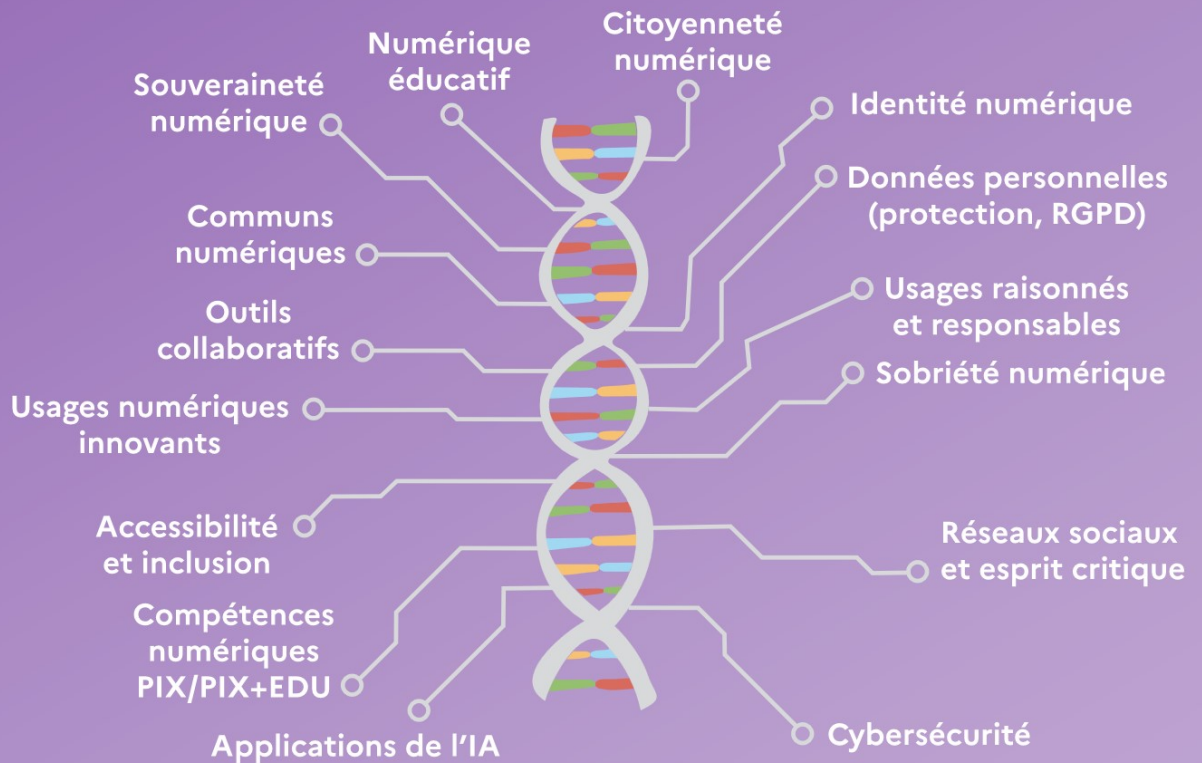 Citoyenneté
numérique
Numérique
éducatif
Souveraineté
numérique
Identité numérique
Données personnelles
(protection, RGPD)
Communs
numériques
Usages raisonnés
et responsables
Outils
collaboratifs
Sobriété numérique
Usages numériques
innovants
Accessibilité
et inclusion
Réseaux sociaux
et esprit critique
Compétences
numériques
PIX/PIX+EDU
Applications de l'IA
Cybersécurité